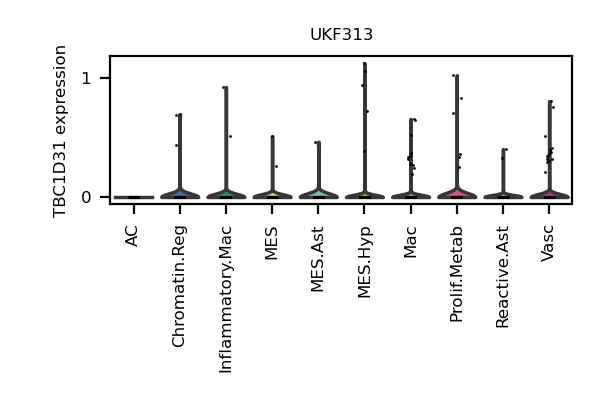 UKF313
TBC1D31 expression
1
0
AC
Chromatin.Reg
Inflammatory.Mac
MES
MES.Ast
MES.Hyp
Mac
Prolif.Metab
Reactive.Ast
Vasc